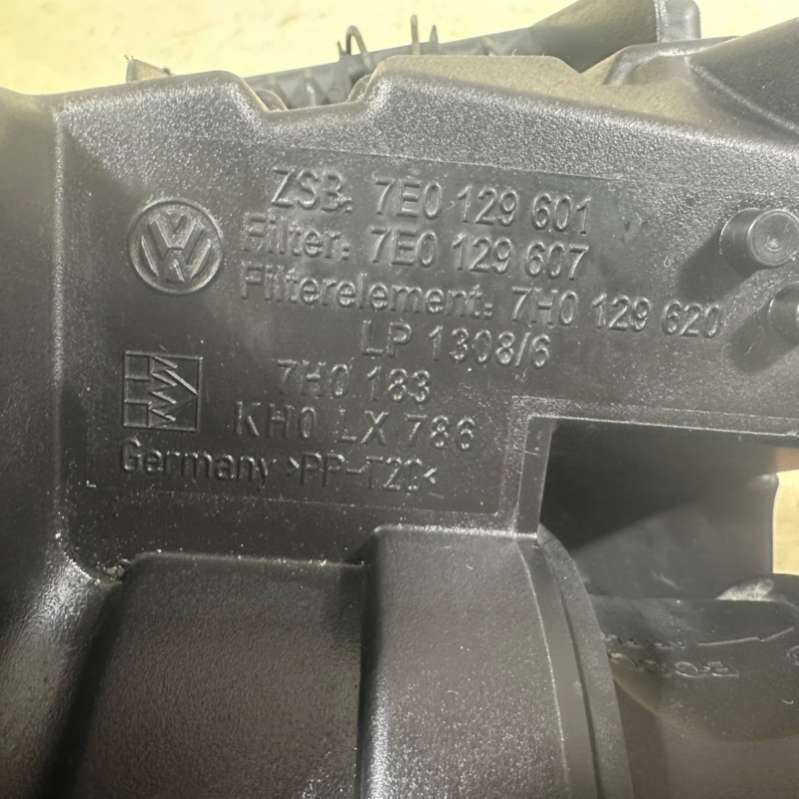 ZSB. 7E0 129 601
Filter: 7E0 129 607
Filterelement: 7H0 129 620
LP 1308/6
7H0 183
KH0 LX 786
Germany >PP-T20<